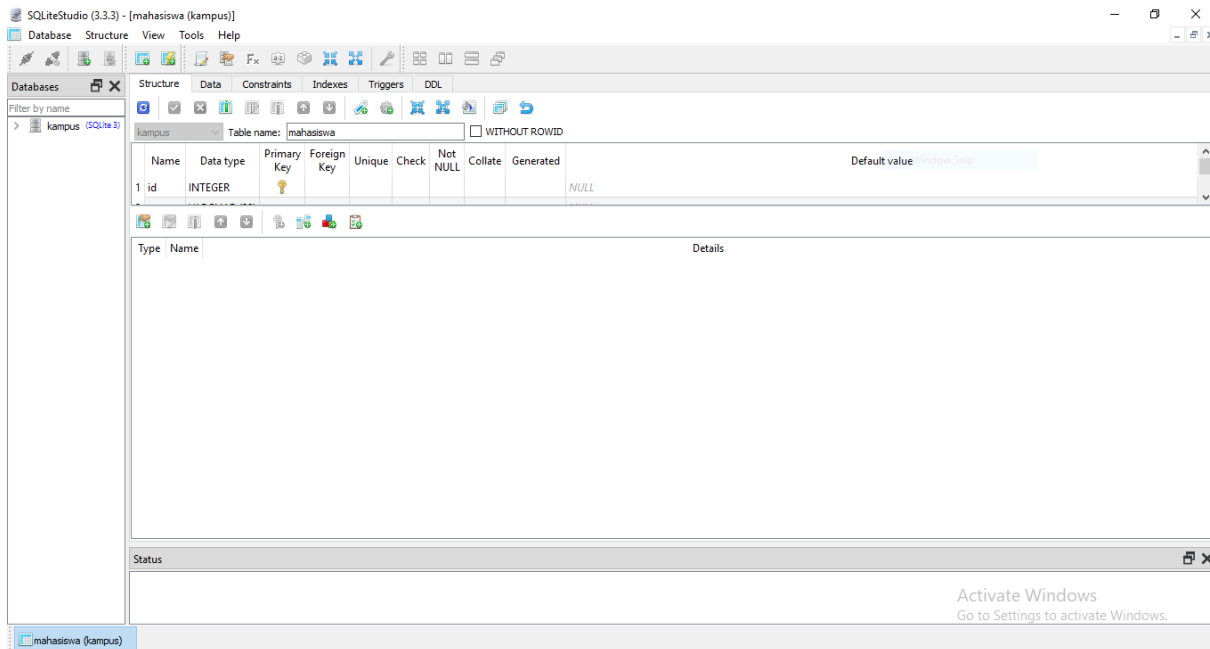 SQLiteStudio (3.3.3) - [mahasiswa (kampus)]
Database Structure View Tools Help
Databases
Structure Data Constraints Indexes Triggers DDL
Filter by name
kampus (SQLite 3)
kampus Table name: mahasiswa WITHOUT ROWID
Name Data type Primary Key Foreign Key Unique Check Not NULL Collate Generated Default value Window Snip
1 id INTEGER NULL
Type Name Details
Status
Activate Windows
Go to Settings to activate Windows.
mahasiswa (kampus)